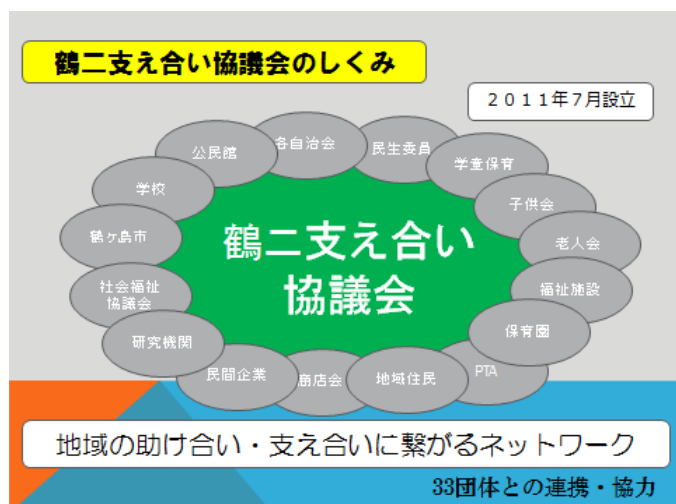 鶴二支え合い協議会のしくみ
2011年7月設立
各自治会
民生委員
公民館
学童保育
学校
子供会
鶴ヶ島市
老人会
鶴二支え合い
協議会
社会福祉
協議会
福祉施設
研究機関
保育園
民間企業
商店会
地域住民
PTA
地域の助け合い・支え合いに繋がるネットワーク
33団体との連携・協力